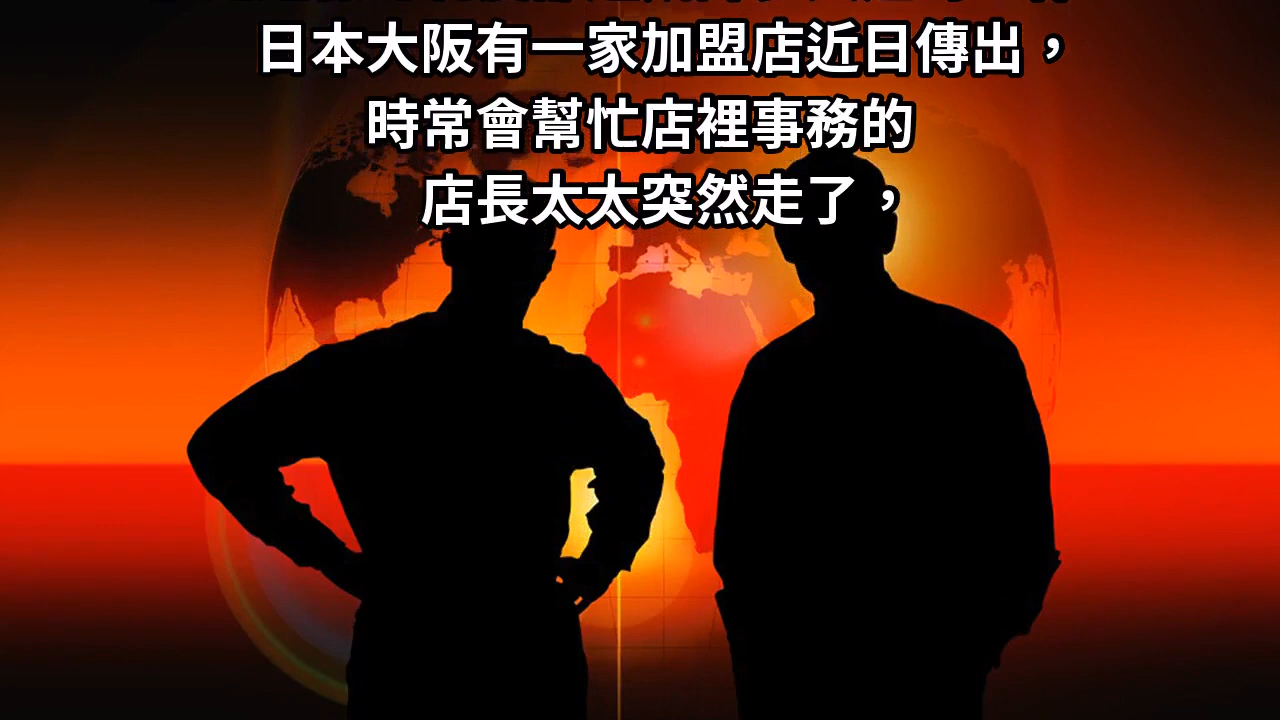 日本大阪有一家加盟店近日傳出，
時常會幫忙店裡事務的
店長太太突然走了，